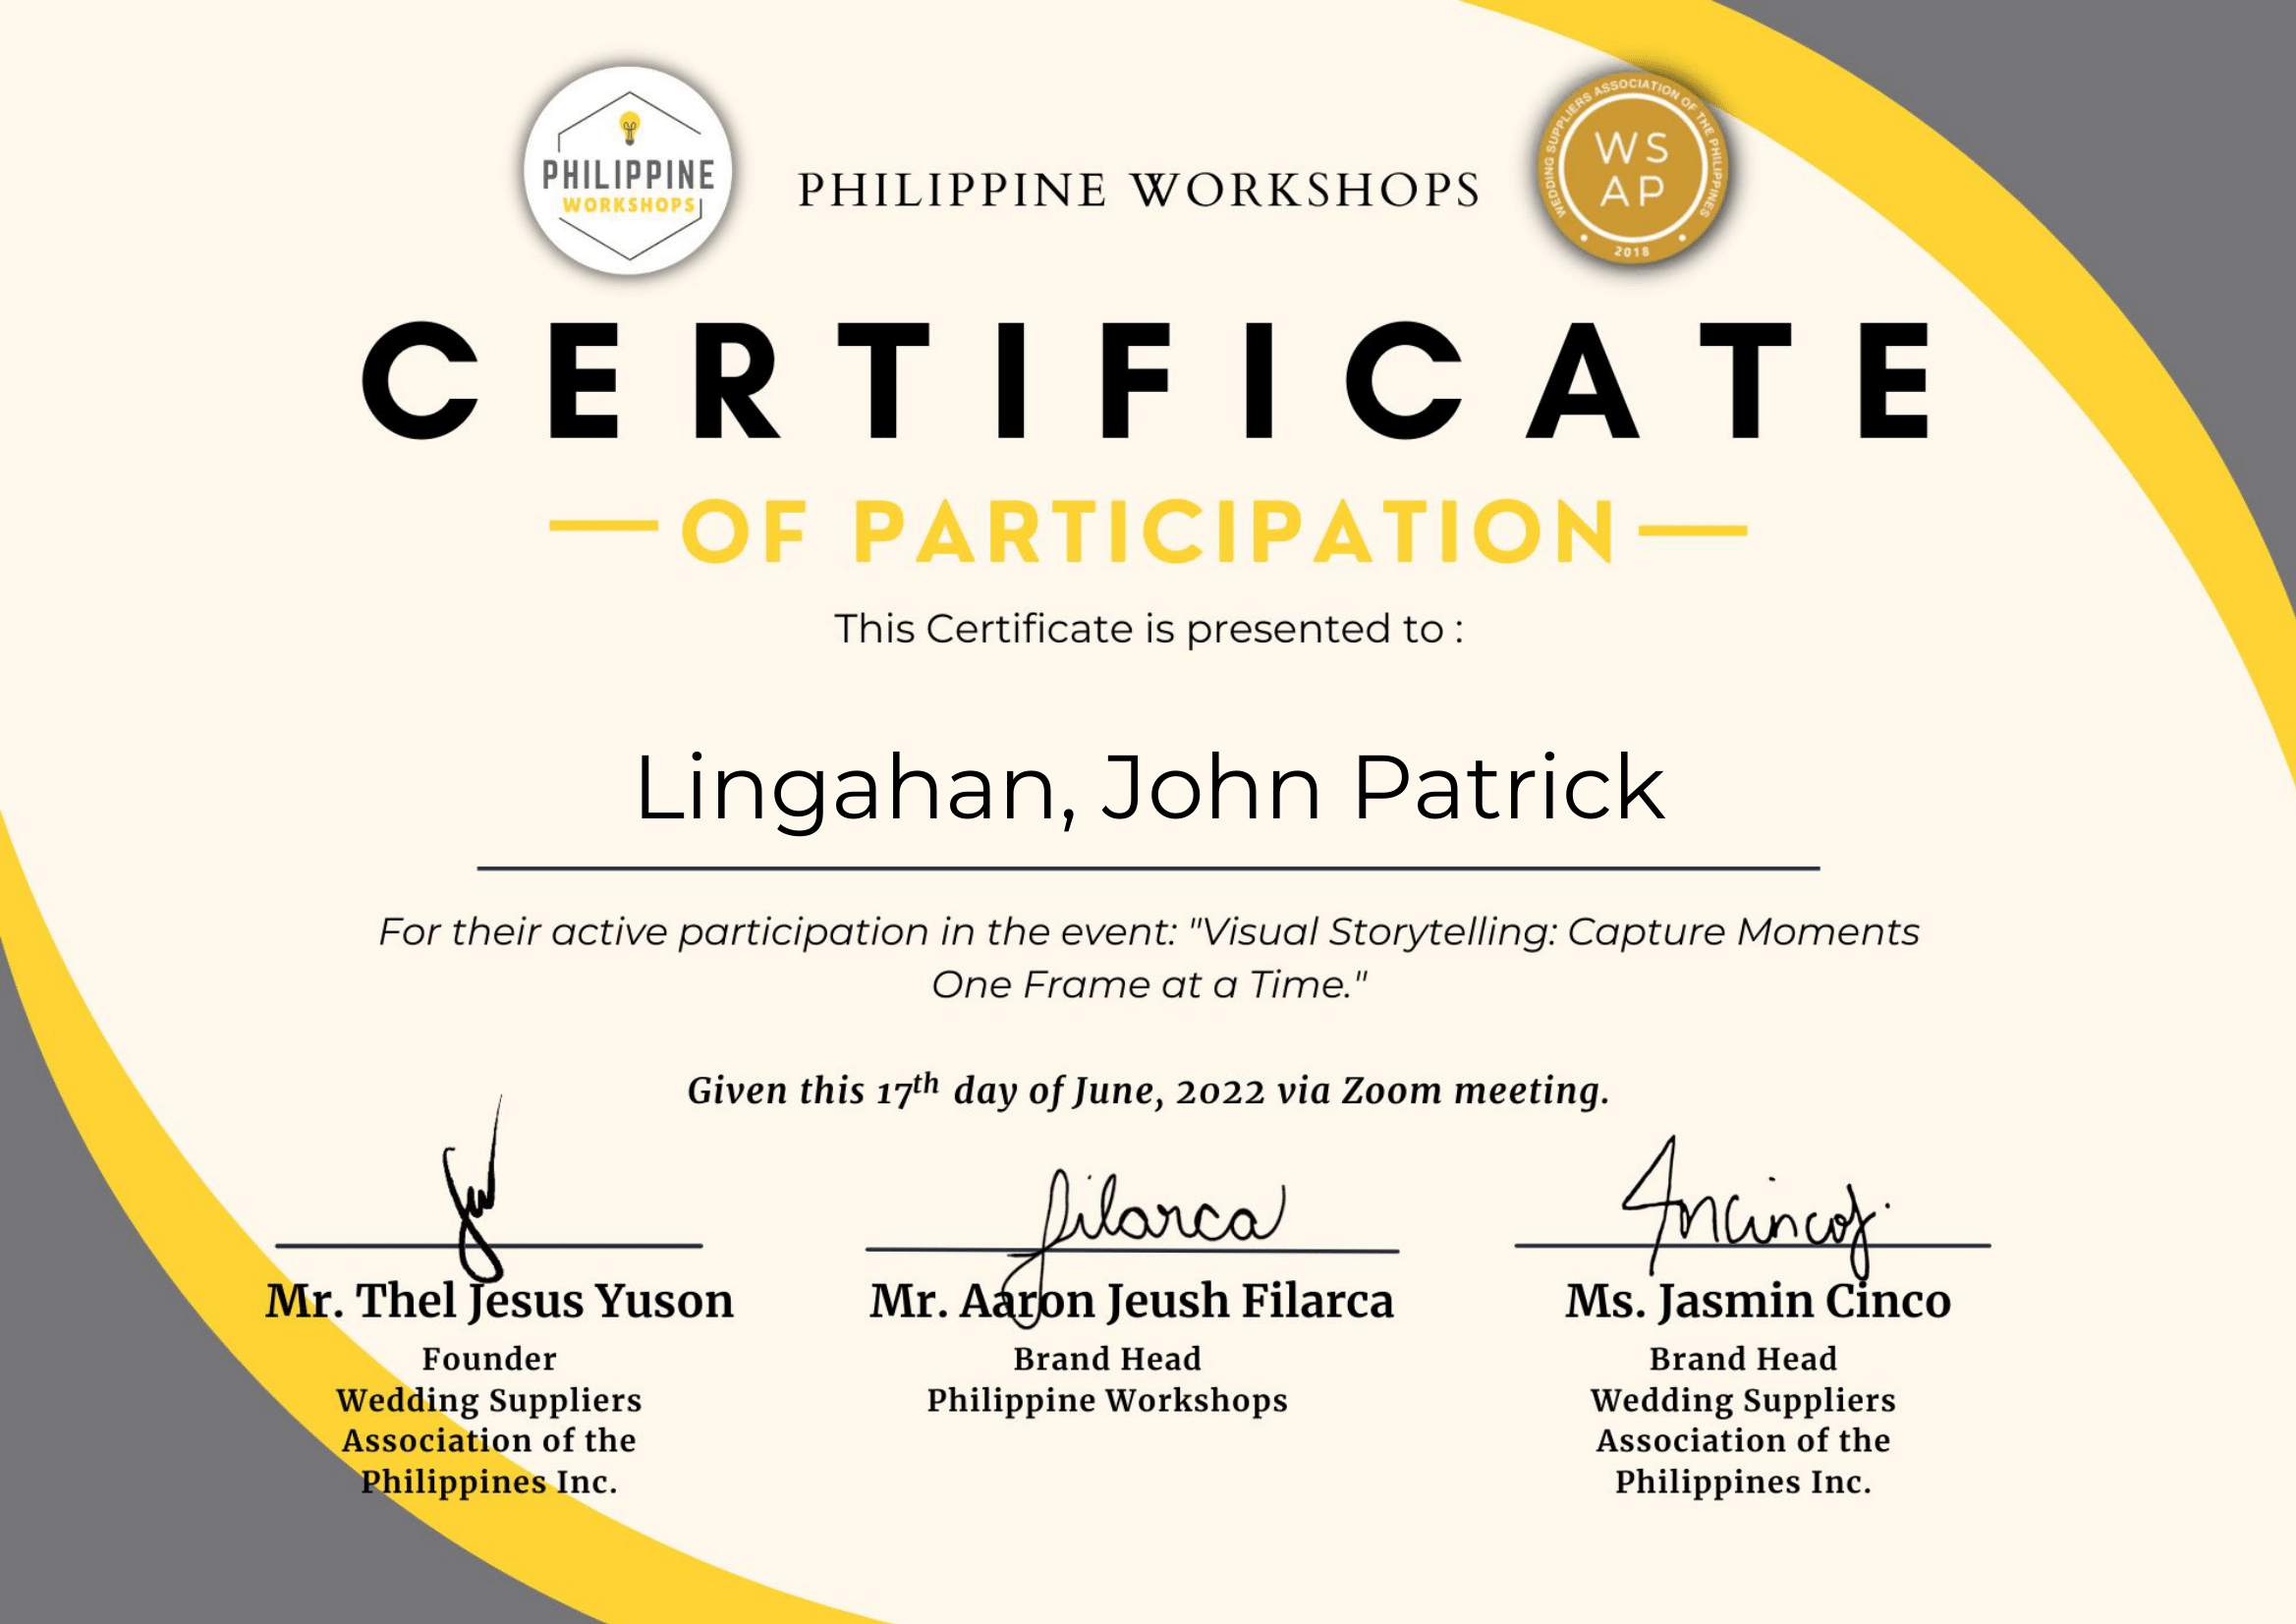 PHILIPPINE
WORKSHOPS
PHILIPPINE WORKSHOPS
WEDDING SUPPLIERS ASSOCIATION OF THE PHILIPPINES
WS
AP
2018
CERTIFICATE
OF PARTICIPATION
This Certificate is presented to :
Lingahan, John Patrick
For their active participation in the event: "Visual Storytelling: Capture Moments
One Frame at a Time."
Given this 17th day of June, 2022 via Zoom meeting.
Filarca
Mr. Thel Jesus Yuson
Founder
Wedding Suppliers
Association of the
Philippines Inc.
Mr. Aaron Jeush Filarca
Brand Head
Philippine Workshops
Ms. Jasmin Cinco
Brand Head
Wedding Suppliers
Association of the
Philippines Inc.